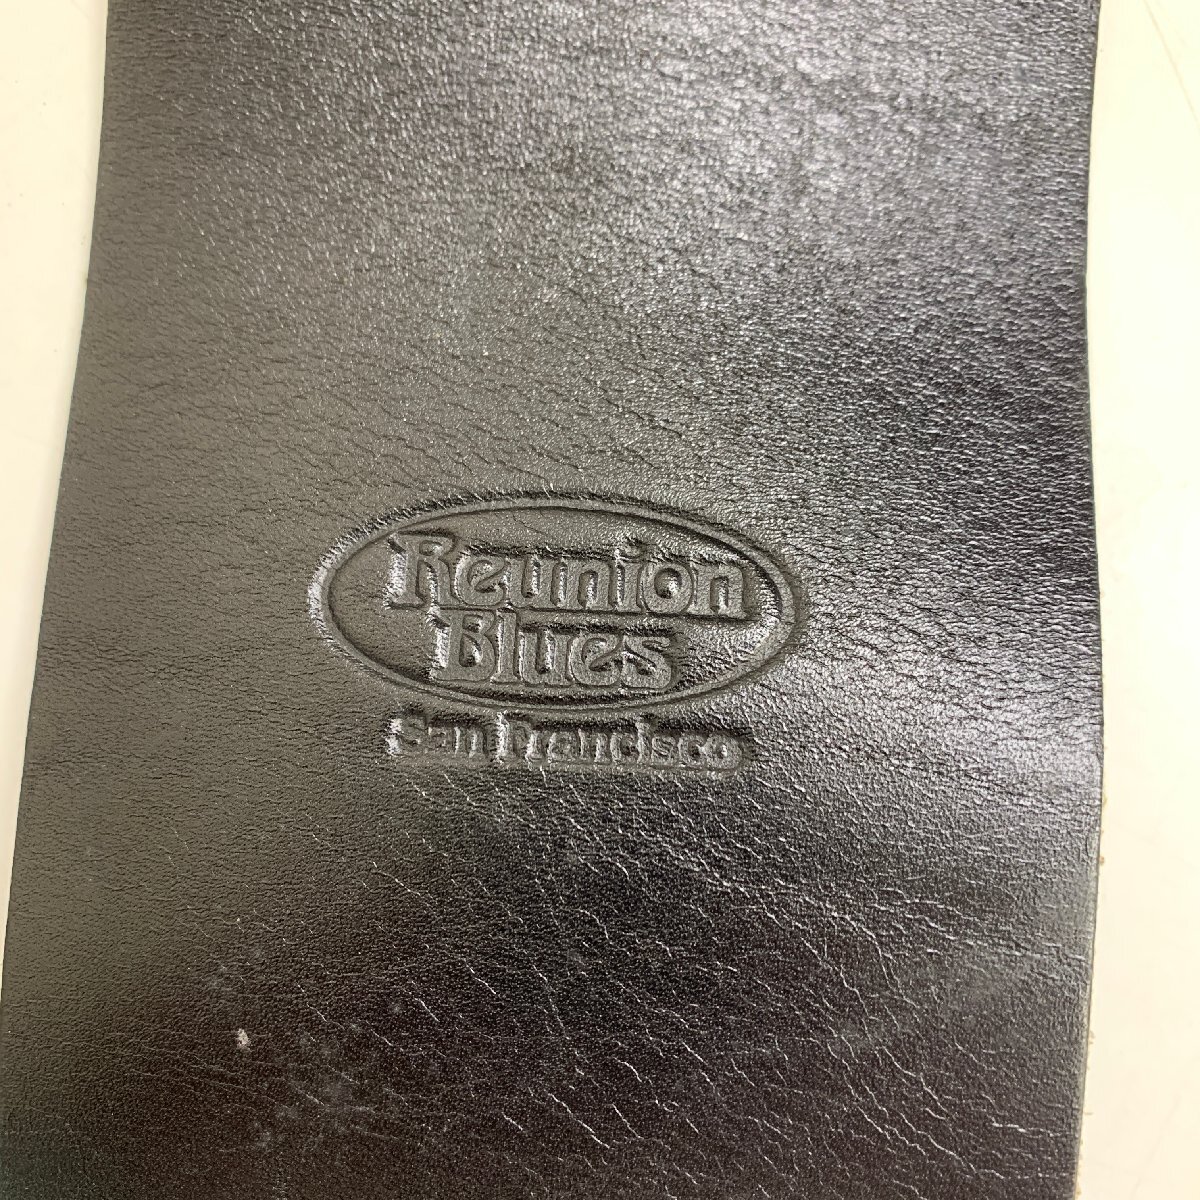 Reunion
Blues
San Francisco